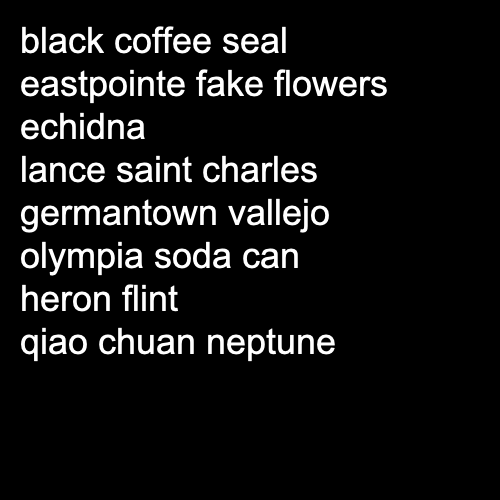 black coffee seal
eastpointe fake flowers
echidna
lance saint charles
germantown vallejo
olympia soda can
heron flint
qiao chuan neptune